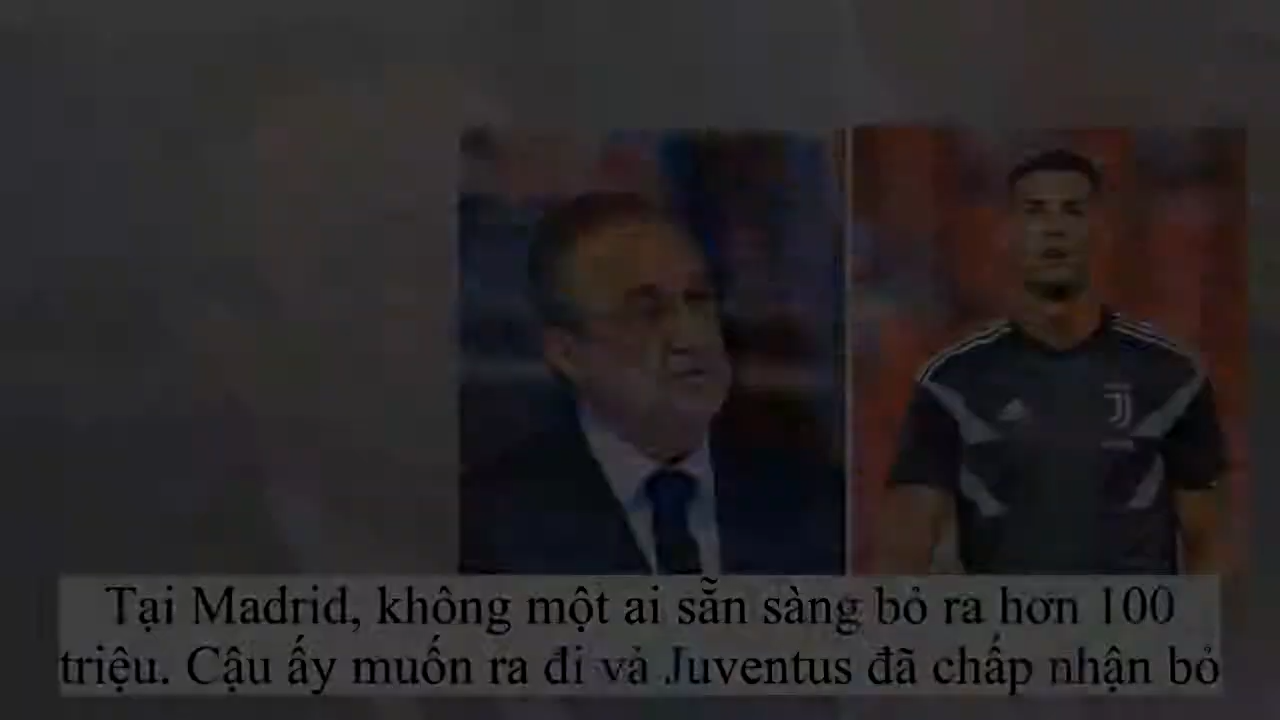 Tại Madrid, không một ai sẵn sàng bỏ ra hơn 100
triệu. Cậu ấy muốn ra đi và Juventus đã chấp nhận bỏ